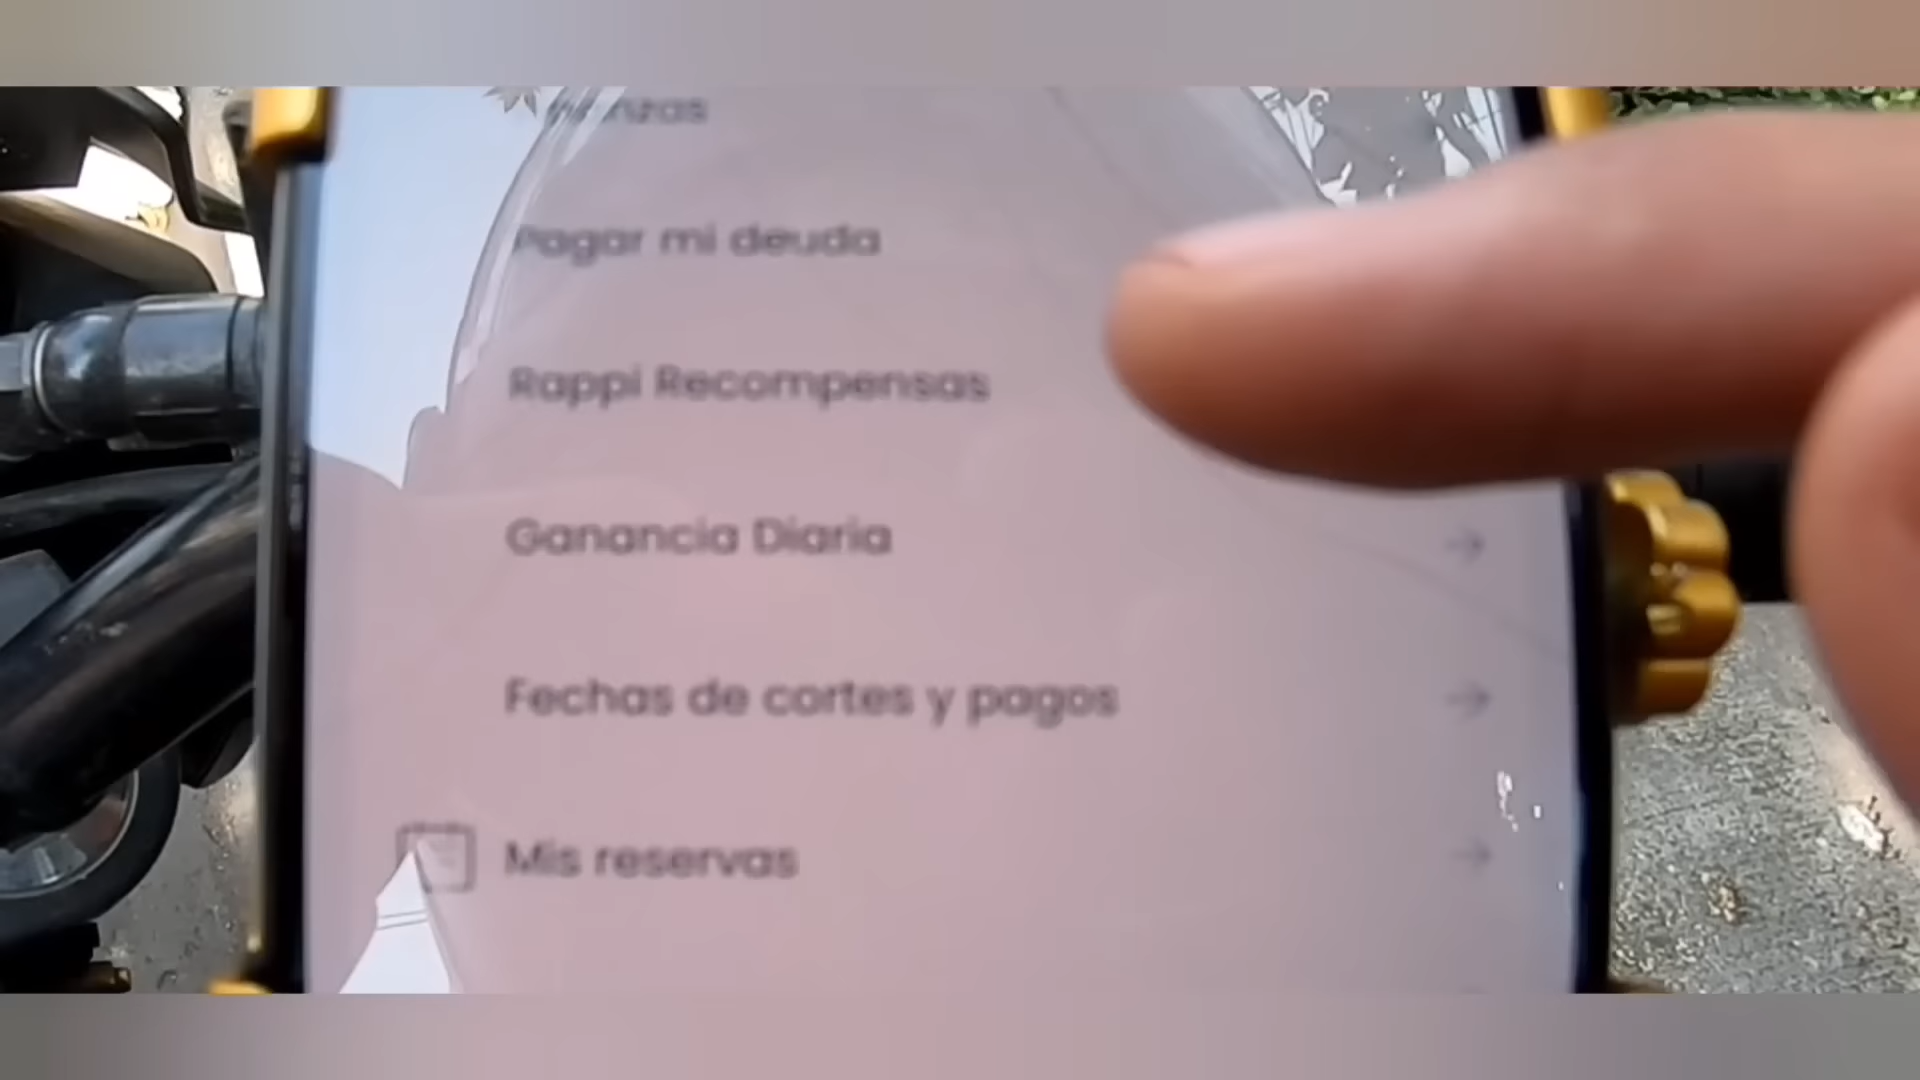 Pagar mi deuda
Rappi Recompensas
Ganancia Diaria
Fechas de cortes y pagos
Mis reservas